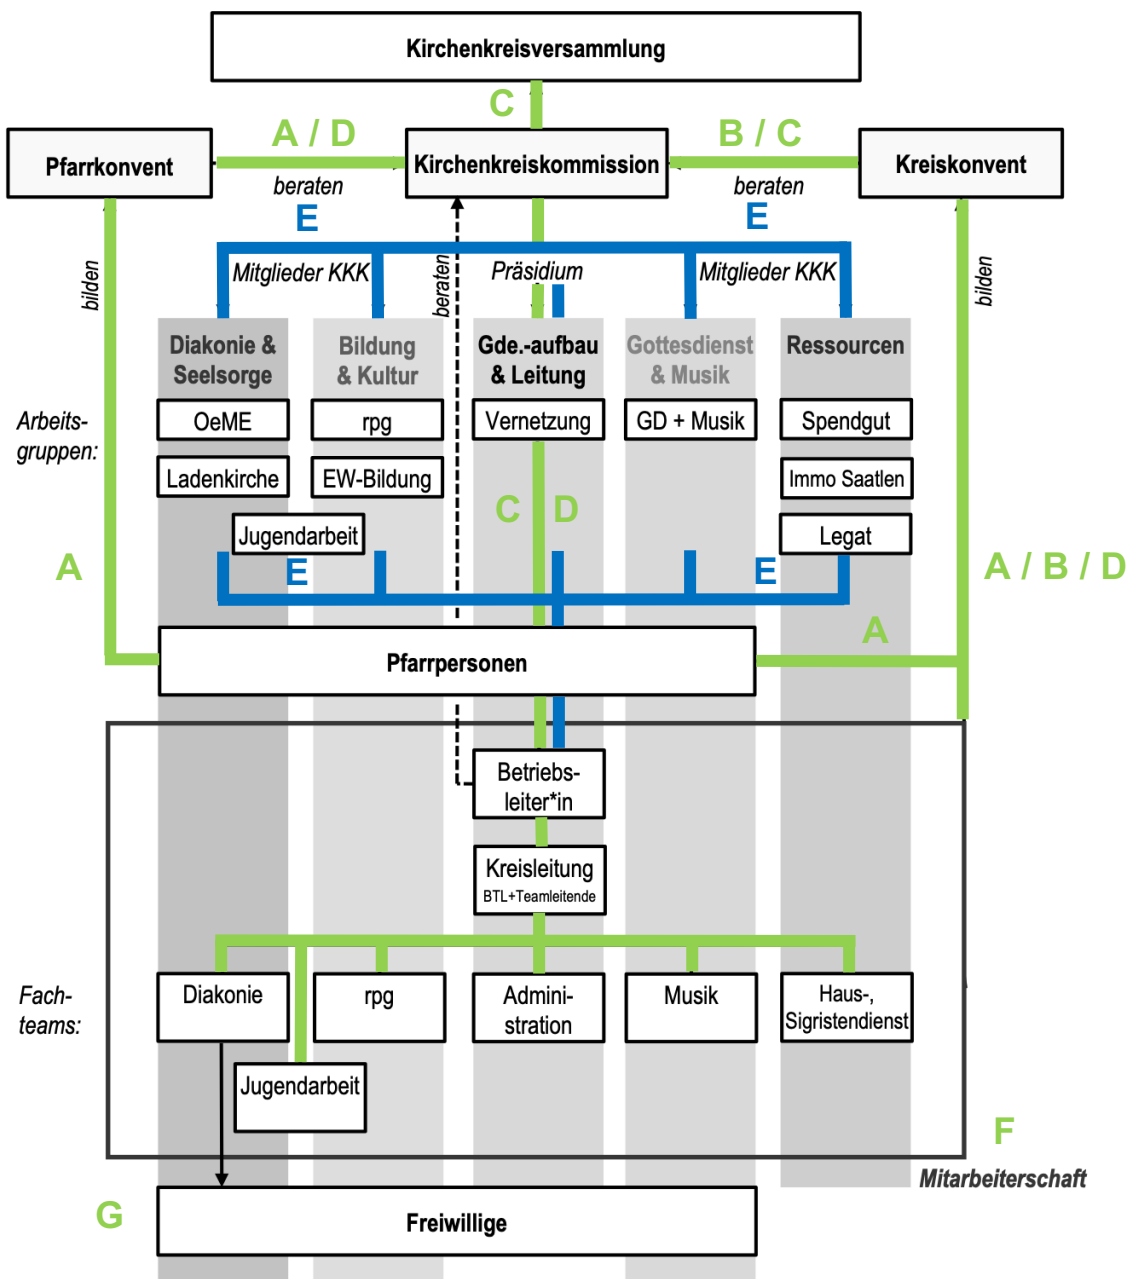 Kirchenkreisversammlung
C
A / D
B / C
Pfarrkonvent
Kirchenkreiskommission
Kreiskonvent
beraten
beraten
E
E
bilden
Mitglieder KKK
beraten
Präsidium
Mitglieder KKK
bilden
Diakonie &
Seelsorge
Bildung
& Kultur
Gde.-aufbau
& Leitung
Gottesdienst
& Musik
Ressourcen
Arbeits-
gruppen:
OeME
rpg
Vernetzung
GD + Musik
Spendgut
Ladenkirche
EW-Bildung
Immo Saatlen
C
D
Jugendarbeit
Legat
A
E
E
A / B / D
A
Pfarrpersonen
Betriebs-
leiter*in
Kreisleitung
BTL+Teamleitende
Fach-
teams:
Diakonie
rpg
Admini-
stration
Musik
Haus-,
Sigristendienst
Jugendarbeit
F
Mitarbeiterschaft
G
Freiwillige